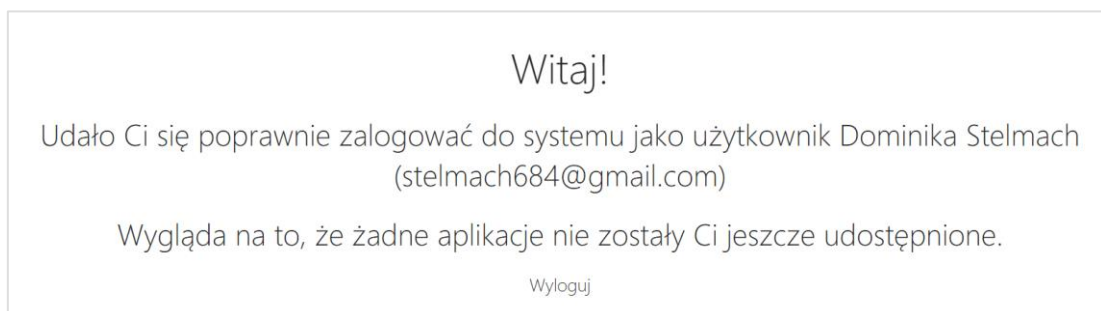 Witaj!
Udało Ci się poprawnie zalogować do systemu jako użytkownik Dominika Stelmach
(stelmach684@gmail.com)
Wygląda na to, że żadne aplikacje nie zostały Ci jeszcze udostępnione.
Wyloguj